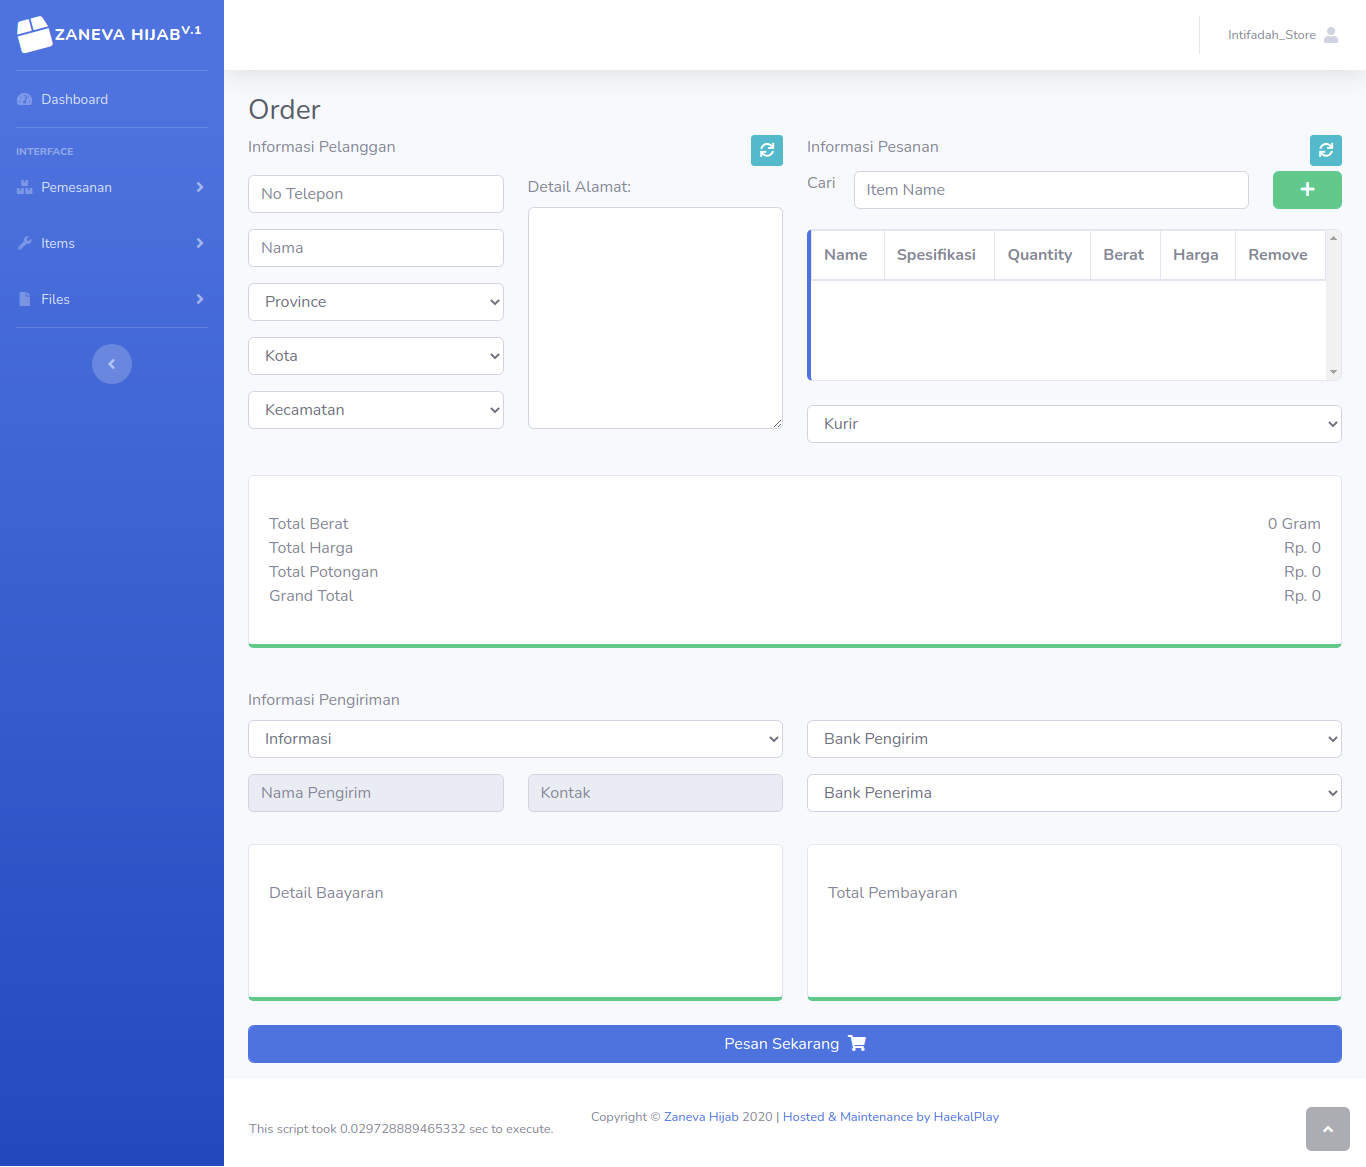 ZANEVA HIJAB V.1
Intifadah_Store
Dashboard
INTERFACE
Pemesanan
Items
Files
Order
Informasi Pelanggan
No Telepon
Nama
Province
Kota
Kecamatan
Detail Alamat:
Informasi Pesanan
Cari
Item Name
Name Spesifikasi Quantity Berat Harga Remove
Kurir
Total Berat 0 Gram
Total Harga Rp. 0
Total Potongan Rp. 0
Grand Total Rp. 0
Informasi Pengiriman
Informasi
Bank Pengirim
Nama Pengirim
Kontak
Bank Penerima
Detail Baayaran
Total Pembayaran
Pesan Sekarang
Copyright © Zaneva Hijab 2020 | Hosted & Maintenance by HaekalPlay
This script took 0.029728889465332 sec to execute.